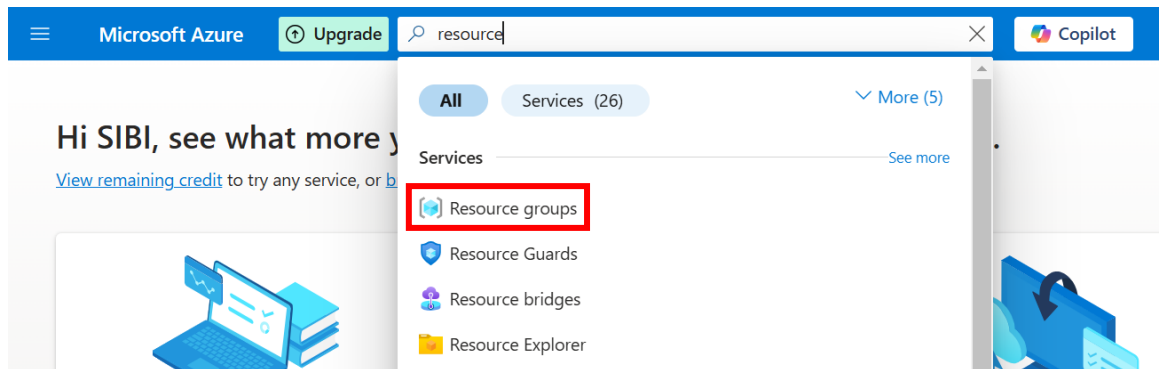 Microsoft Azure Upgrade resource Copilot
All Services (26) More (5)
Hi SIBI, see what more .
Services See more
View remaining credit to try any service, or b
Resource groups
Resource Guards
Resource bridges
Resource Explorer